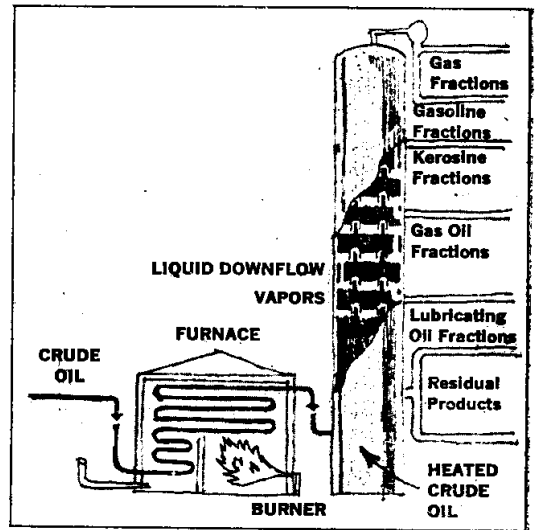 Gas
Fractions
Gasoline
Fractions
Kerosine
Fractions
Gas Oil
Fractions
LIQUID DOWNFLOW
VAPORS
Lubricating
Oil Fractions
FURNACE
CRUDE
OIL
Residual
Products
HEATED
CRUDE
OIL
BURNER